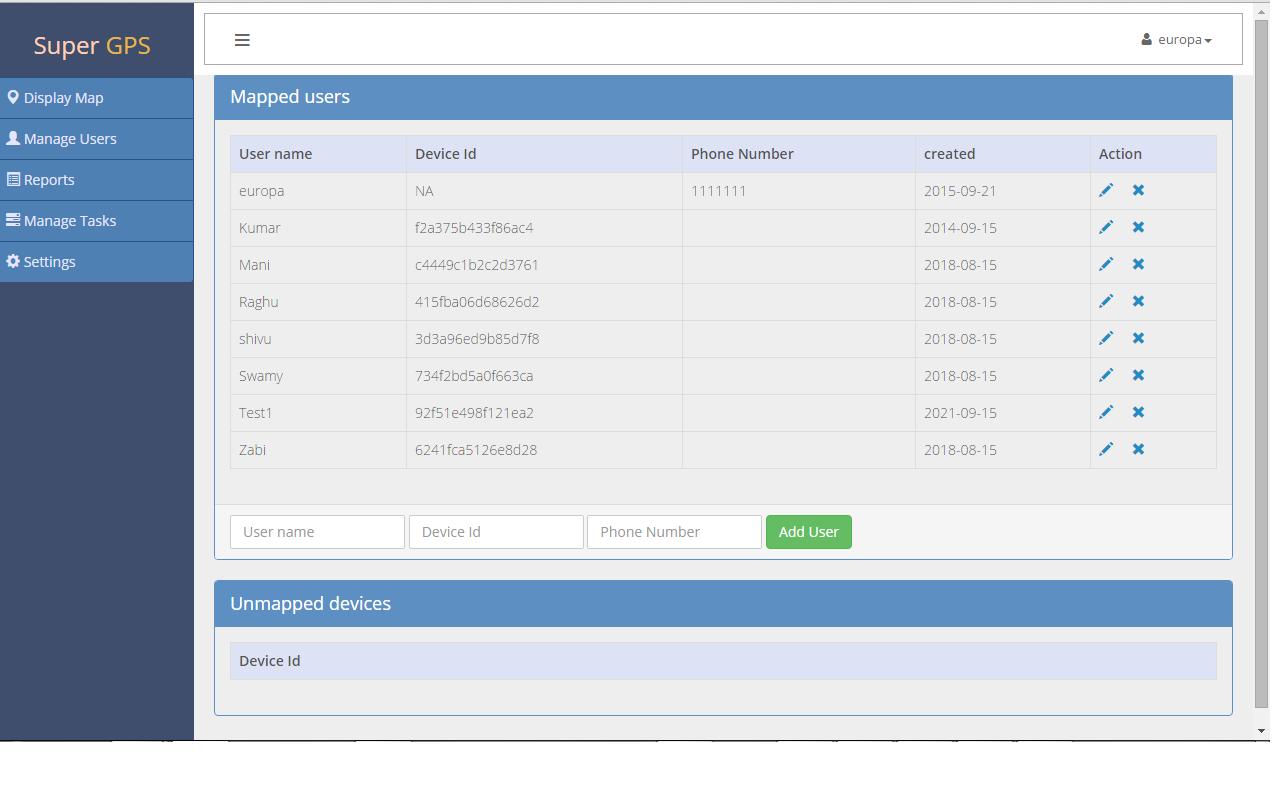 Super GPS
europa
Display Map
Manage Users
Reports
Manage Tasks
Settings
Mapped users
User name Device Id Phone Number created Action
europa NA 1111111 2015-09-21
Kumar f2a375b433f86ac4 2014-09-15
Mani c4449c1b2c2d3761 2018-08-15
Raghu 415fba06d68626d2 2018-08-15
shivu 3d3a96ed9b85d7f8 2018-08-15
Swamy 734f2bd5a0f663ca 2018-08-15
Test1 92f51e498f121ea2 2021-09-15
Zabi 6241fca5126e8d28 2018-08-15
User name Device Id Phone Number Add User
Unmapped devices
Device Id